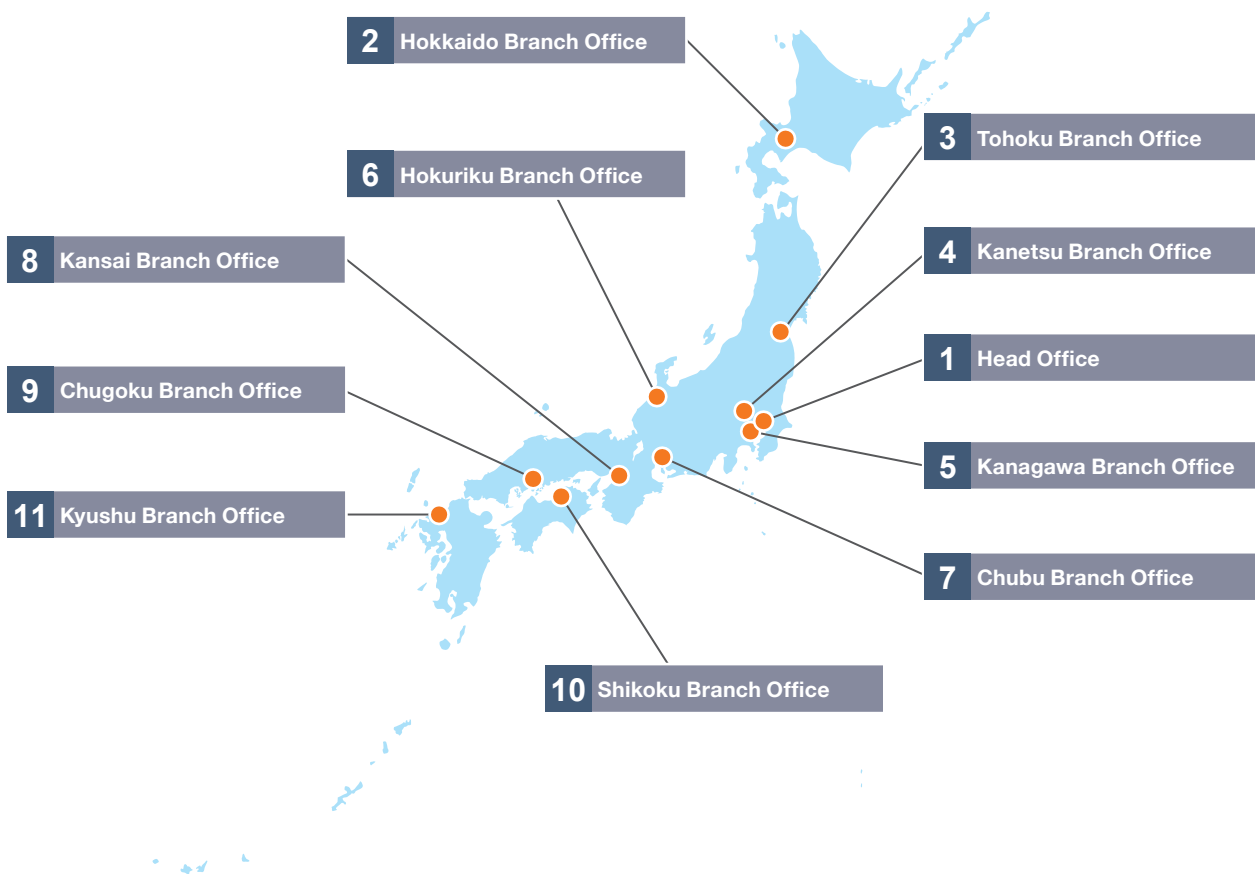 2 Hokkaido Branch Office
3 Tohoku Branch Office
6 Hokuriku Branch Office
4 Kanetsu Branch Office
8 Kansai Branch Office
1 Head Office
9 Chugoku Branch Office
5 Kanagawa Branch Office
11 Kyushu Branch Office
7 Chubu Branch Office
10 Shikoku Branch Office